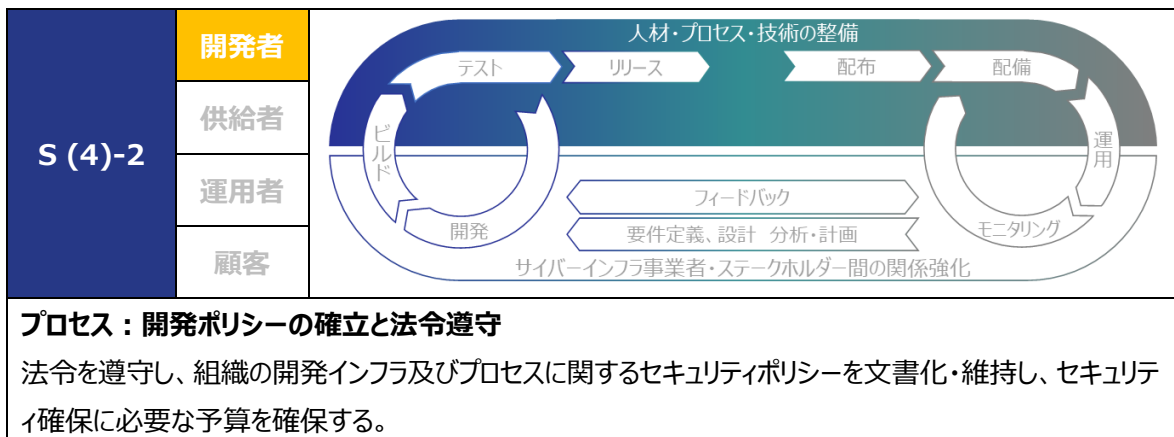 S (4)-2
開発者
供給者
運用者
顧客
人材・プロセス・技術の整備
テスト
リリース
配布
配備
ビルド
運用
フィードバック
開発
要件定義、設計 分析・計画
モニタリング
サイバーインフラ事業者・ステークホルダー間の関係強化
プロセス：開発ポリシーの確立と法令遵守
法令を遵守し、組織の開発インフラ及びプロセスに関するセキュリティポリシーを文書化・維持し、セキュリテ
ィ確保に必要な予算を確保する。